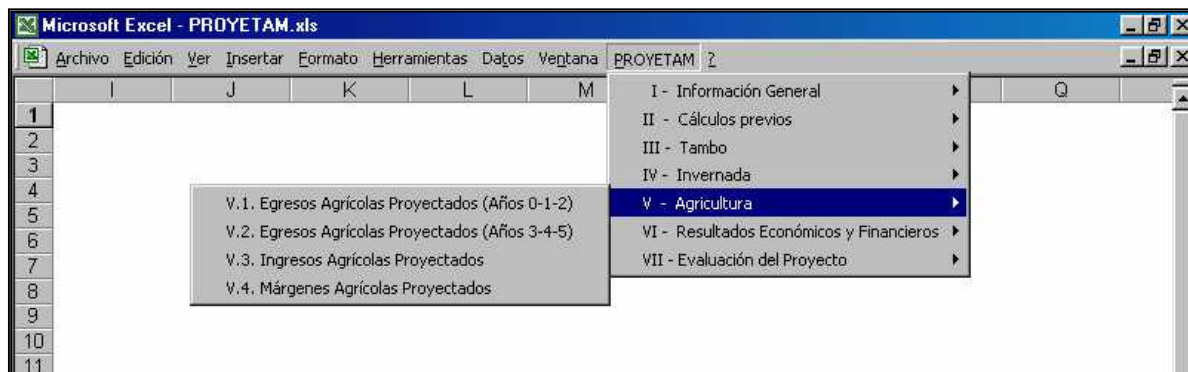 Microsoft Excel - PROYETAM.xls
Archivo Edición Ver Insertar Formato Herramientas Datos Ventana PROYETAM ?
I J K L M Q
1
2
3
4
5
6
7
8
9
10
11
I - Información General
II - Cálculos previos
III - Tambo
IV - Invernada
V - Agricultura
VI - Resultados Económicos y Financieros
VII - Evaluación del Proyecto
V.1. Egresos Agrícolas Proyectados (Años 0-1-2)
V.2. Egresos Agrícolas Proyectados (Años 3-4-5)
V.3. Ingresos Agrícolas Proyectados
V.4. Márgenes Agrícolas Proyectados